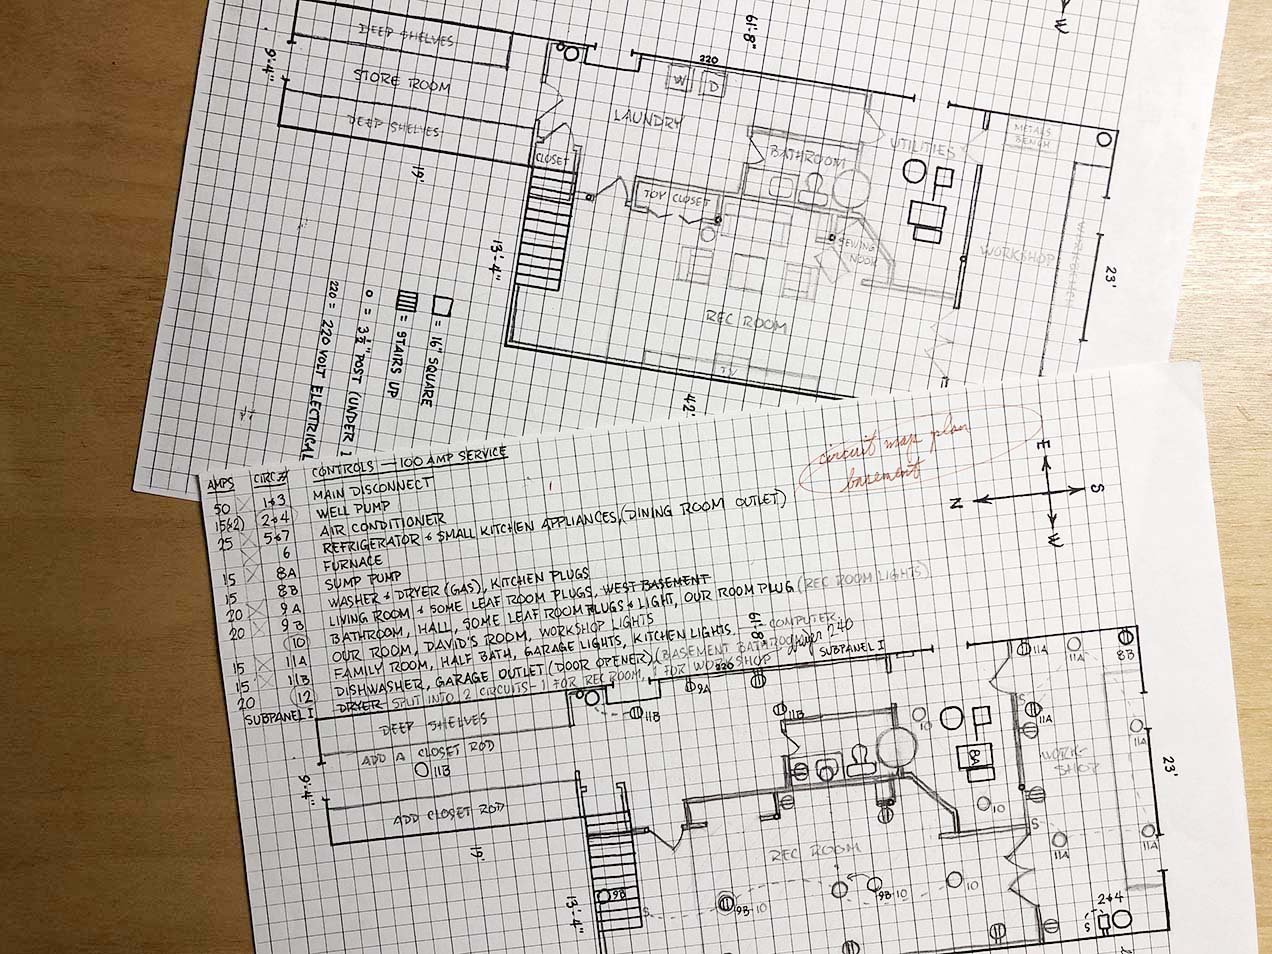 W
DEEP SHELVES
9'-4"
STORE ROOM
DEEP SHELVES
19'
61'-8"
220
W
D
LAUNDRY
CLOSET
BATHROOM
UTILITIES
METALS
BENCH
TOY CLOSET
SEWING
NOOK
WORKSHOP
WORKBENCH
23'
13'-4"
REC ROOM
TV
42'
= 16" SQUARE
= STAIRS UP
o = 3½" POST (UNDER
220 = 220 VOLT ELECTRICAL
circuit map plan
basement
E
N
S
W
AMPS CIRC# CONTROLS — 100 AMP SERVICE
50 1&3 MAIN DISCONNECT
15(2) 2&4 WELL PUMP
25 5&7 AIR CONDITIONER
6 REFRIGERATOR & SMALL KITCHEN APPLIANCES, (DINING ROOM OUTLET)
15 8A FURNACE
15 8B SUMP PUMP
20 9A WASHER & DRYER (GAS), KITCHEN PLUGS
20 9B LIVING ROOM & SOME LEAF ROOM PLUGS, WEST BASEMENT
10 BATHROOM, HALL, SOME LEAF ROOM PLUGS & LIGHT, OUR ROOM PLUG (REC ROOM LIGHTS)
15 11A OUR ROOM, DAVID'S ROOM, WORKSHOP LIGHTS
15 11B FAMILY ROOM, HALF BATH, GARAGE LIGHTS, KITCHEN LIGHTS, COMPUTER
20 12 DISHWASHER, GARAGE OUTLET (DOOR OPENER) (BASEMENT BATHROOM)
SUBPANEL I DRYER SPLIT INTO 2 CIRCUITS - 1 FOR REC ROOM, 1 FOR WORKSHOP
dryer 240
61'-8"
220
SUBPANEL I
DEEP SHELVES
ADD A CLOSET ROD
11B
9'-4"
ADD CLOSET ROD
19'
11B
9A
11B
10
8A
10
11A
8B
S
11A
11A
WORK-
SHOP
23'
S
11A
11A
REC ROOM
9B
13'-4"
S
9B-10
9B-10
10
2&4
S